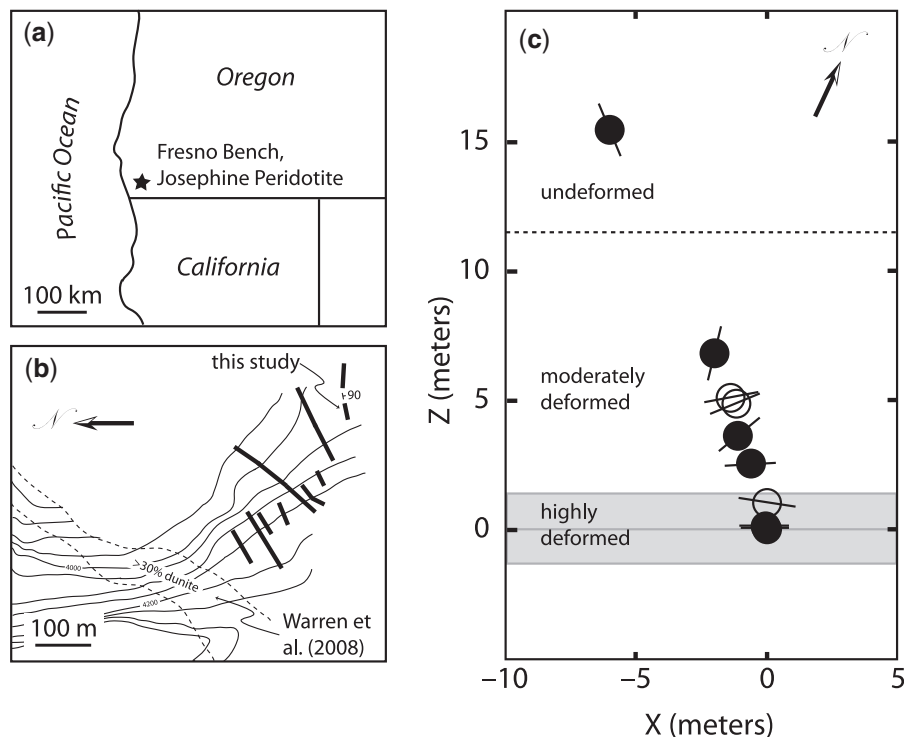 (a)
Oregon
Pacific Ocean
Fresno Bench,
Josephine Peridotite
California
100 km
(b)
this study
90
N
4000
30% dunite
4200
100 m
Warren et
al. (2008)
(c)
N
15
undeformed
10
Z (meters)
moderately
deformed
5
highly
deformed
0
−10
−5
0
5
X (meters)